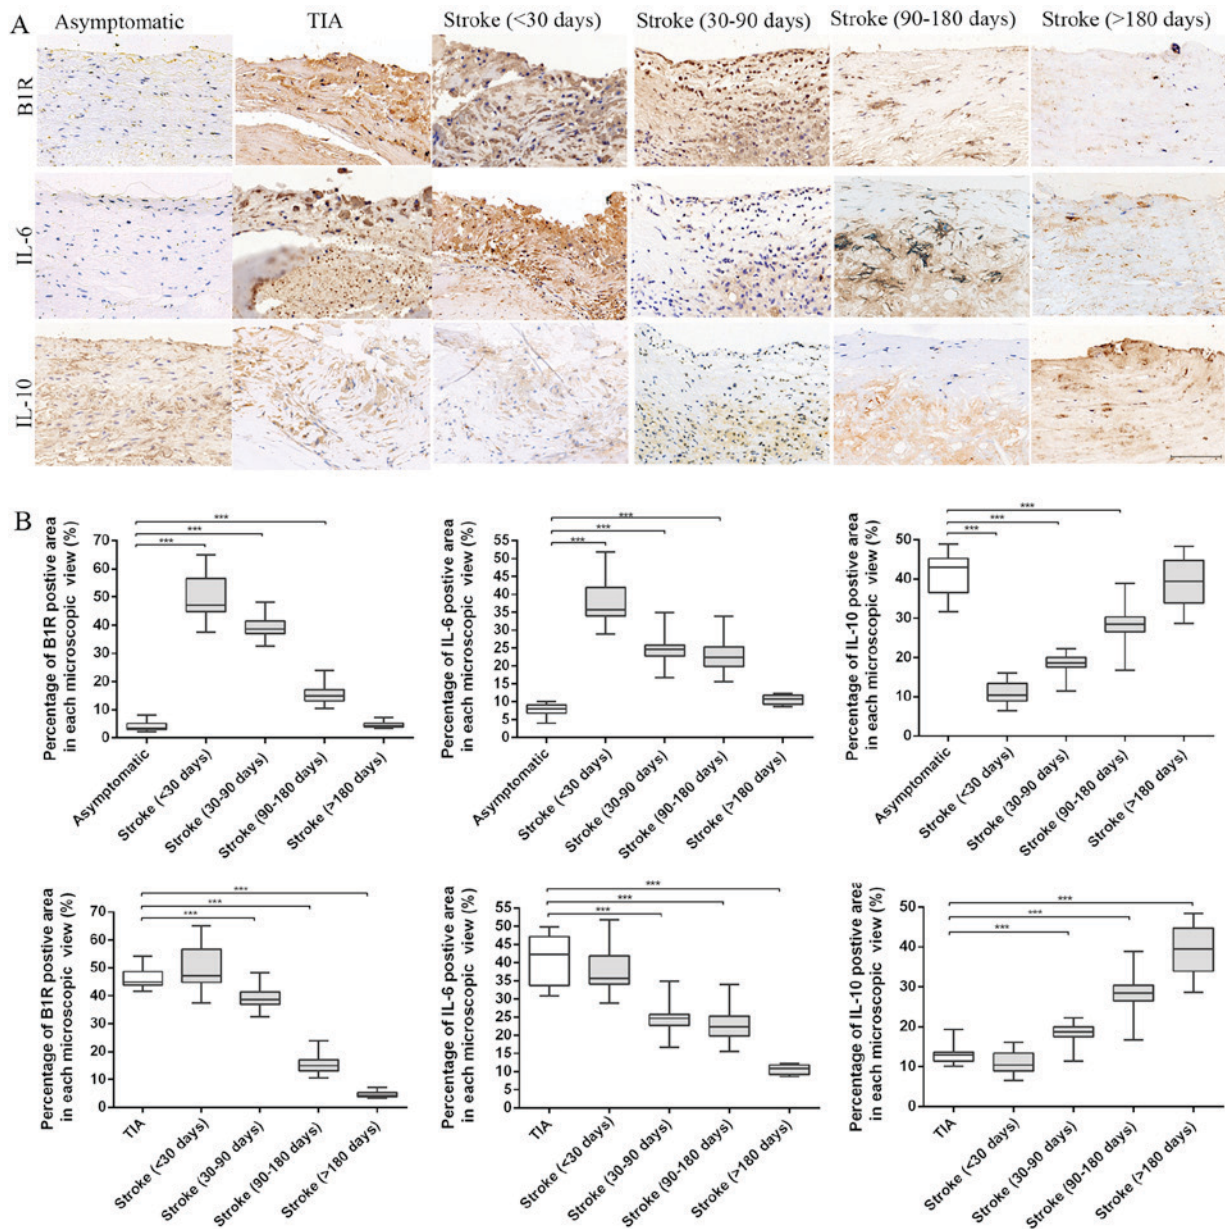 A
Asymptomatic TIA Stroke (<30 days) Stroke (30-90 days) Stroke (90-180 days) Stroke (>180 days)
B1R
IL-6
IL-10
B
Percentage of B1R postive area
in each microscopic view (%)
70
60
50
40
30
20
10
0
***
***
***
Asymptomatic
Stroke (<30 days)
Stroke (30-90 days)
Stroke (90-180 days)
Stroke (>180 days)
Percentage of IL-6 postive area
in each microscopic view (%)
55
50
45
40
35
30
25
20
15
10
5
0
***
***
***
Asymptomatic
Stroke (<30 days)
Stroke (30-90 days)
Stroke (90-180 days)
Stroke (>180 days)
Percentage of IL-10 postive area
in each microscopic view (%)
50
40
30
20
10
0
***
***
***
Asymptomatic
Stroke (<30 days)
Stroke (30-90 days)
Stroke (90-180 days)
Stroke (>180 days)
Percentage of B1R postive area
in each microscopic view (%)
70
60
50
40
30
20
10
0
***
***
***
TIA
Stroke (<30 days)
Stroke (30-90 days)
Stroke (90-180 days)
Stroke (>180 days)
Percentage of IL-6 postive area
in each microscopic view (%)
55
50
45
40
35
30
25
20
15
10
5
0
***
***
***
TIA
Stroke (<30 days)
Stroke (30-90 days)
Stroke (90-180 days)
Stroke (>180 days)
Percentage of IL-10 postive area
in each microscopic view (%)
50
40
30
20
10
0
***
***
***
TIA
Stroke (<30 days)
Stroke (30-90 days)
Stroke (90-180 days)
Stroke (>180 days)